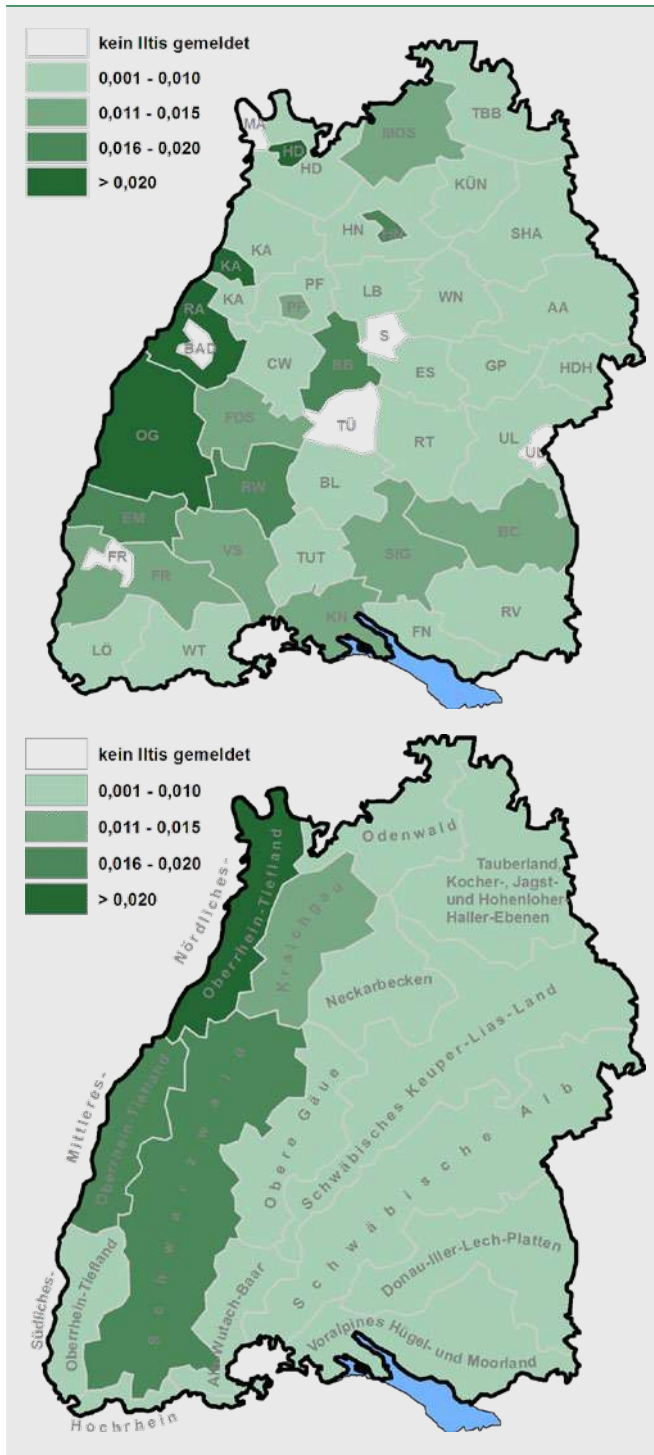 kein Iltis gemeldet
0,001 - 0,010
0,011 - 0,015
0,016 - 0,020
> 0,020
MA
HD
HD
MOS
TBB
KÜN
HN
HN
SHA
KA
KA
KA
PF
PF
LB
WN
AA
RA
BAD
CW
BB
S
ES
GP
HDH
OG
FDS
TÜ
RT
UL
UL
RW
BL
EM
FR
FR
VS
TUT
SIG
BC
LÖ
WT
KN
FN
RV
kein Iltis gemeldet
0,001 - 0,010
0,011 - 0,015
0,016 - 0,020
> 0,020
Odenwald
Tauberland,
Kocher-, Jagst-
und Hohenloher-
Haller-Ebenen
Nördliches-
Oberrhein-Tiefland
Kraichgau
Neckarbecken
Schwäbisches Keuper-Lias-Land
Mittleres-
Oberrhein-Tiefland
Schwarzwald
Obere Gäue
Schwäbische Alb
Südliches-
Oberrhein-Tiefland
Donau-Iller-Lech-Platten
Wutach-Baar
Voralpines Hügel- und Moorland
Hochrhein